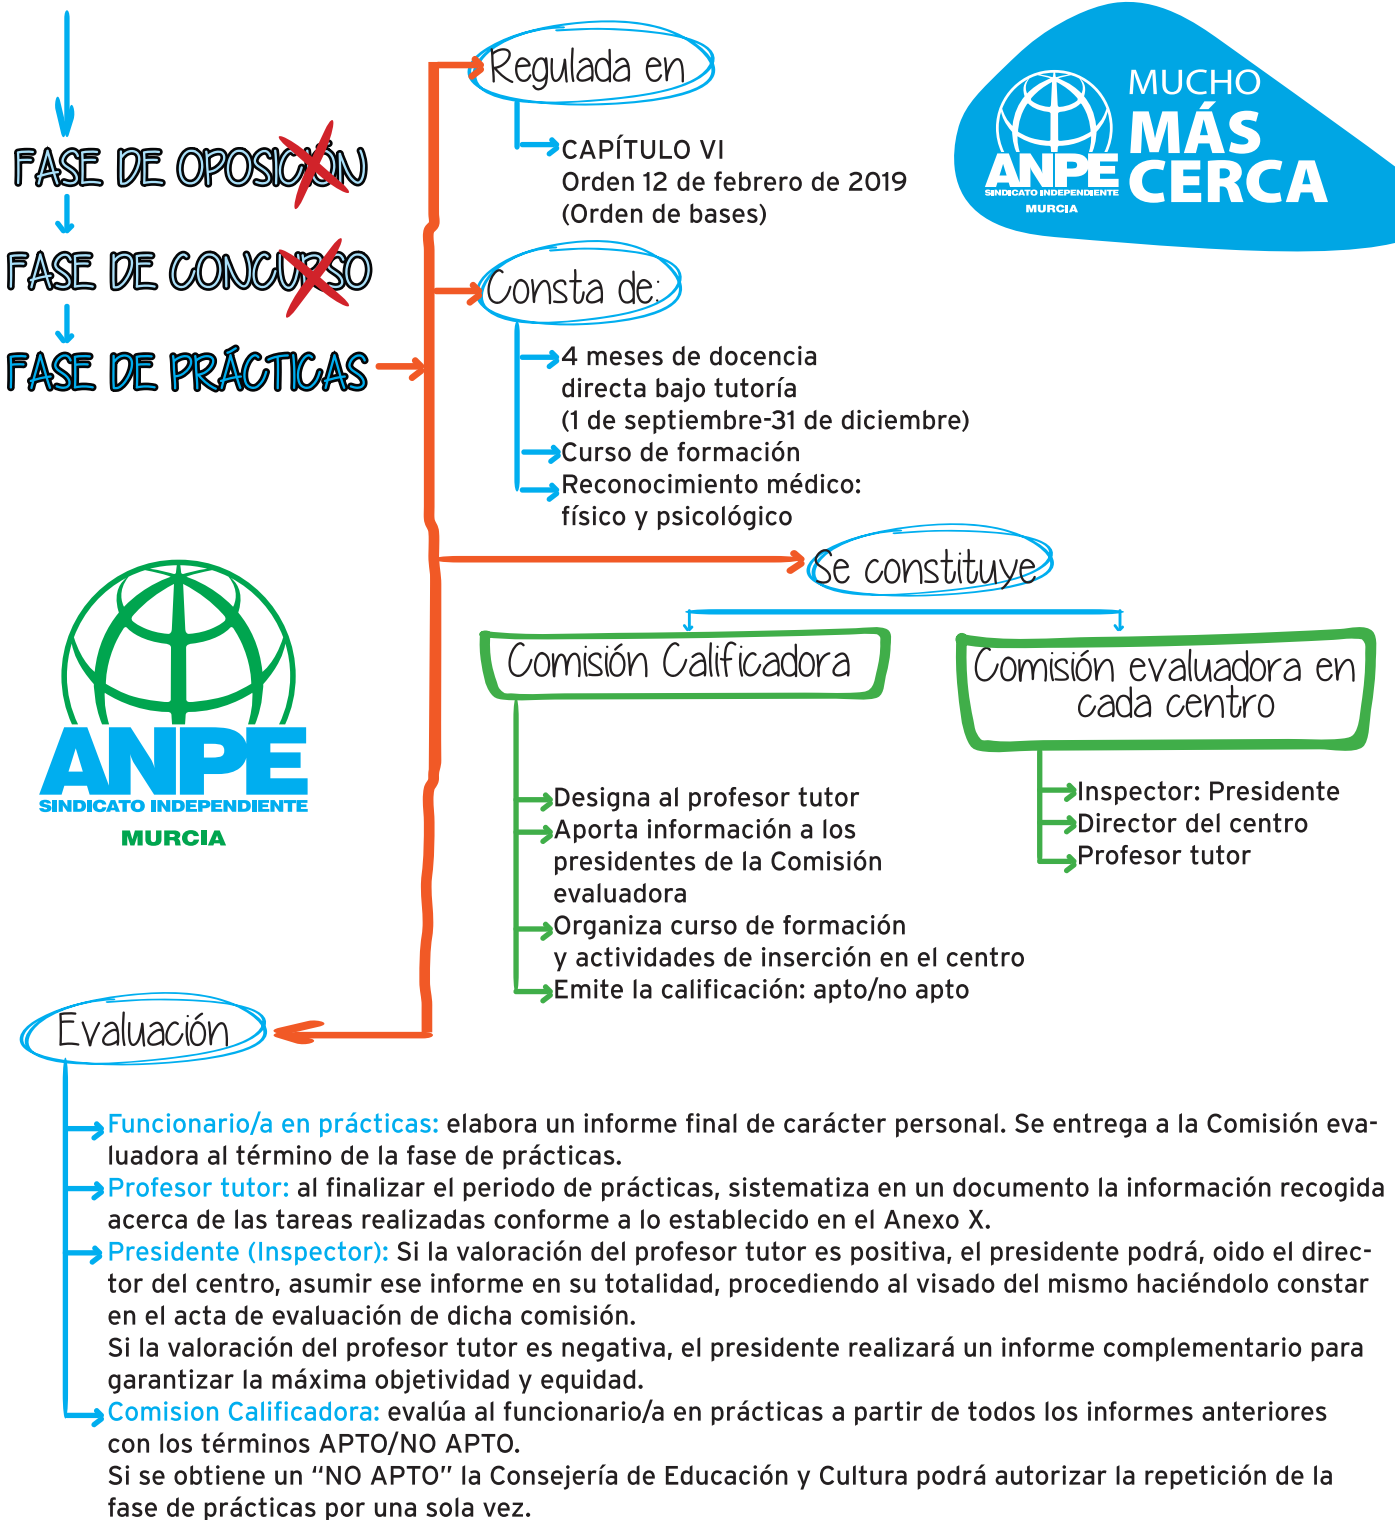 FASE DE OPOSICIÓN
FASE DE CONCURSO
FASE DE PRÁCTICAS
Regulada en
CAPÍTULO VI
Orden 12 de febrero de 2019
(Orden de bases)
ANPE
SINDICATO INDEPENDIENTE
MURCIA
MUCHO
MÁS
CERCA
Consta de:
4 meses de docencia
directa bajo tutoría
(1 de septiembre-31 de diciembre)
Curso de formación
Reconocimiento médico:
físico y psicológico
Se constituye
Comisión Calificadora
Designa al profesor tutor
Aporta información a los
presidentes de la Comisión
evaluadora
Organiza curso de formación
y actividades de inserción en el centro
Emite la calificación: apto/no apto
Comisión evaluadora en
cada centro
Inspector: Presidente
Director del centro
Profesor tutor
ANPE
SINDICATO INDEPENDIENTE
MURCIA
Evaluación
Funcionario/a en prácticas: elabora un informe final de carácter personal. Se entrega a la Comisión eva-
luadora al término de la fase de prácticas.
Profesor tutor: al finalizar el periodo de prácticas, sistematiza en un documento la información recogida
acerca de las tareas realizadas conforme a lo establecido en el Anexo X.
Presidente (Inspector): Si la valoración del profesor tutor es positiva, el presidente podrá, oido el direc-
tor del centro, asumir ese informe en su totalidad, procediendo al visado del mismo haciéndolo constar
en el acta de evaluación de dicha comisión.
Si la valoración del profesor tutor es negativa, el presidente realizará un informe complementario para
garantizar la máxima objetividad y equidad.
Comision Calificadora: evalúa al funcionario/a en prácticas a partir de todos los informes anteriores
con los términos APTO/NO APTO.
Si se obtiene un “NO APTO” la Consejería de Educación y Cultura podrá autorizar la repetición de la
fase de prácticas por una sola vez.